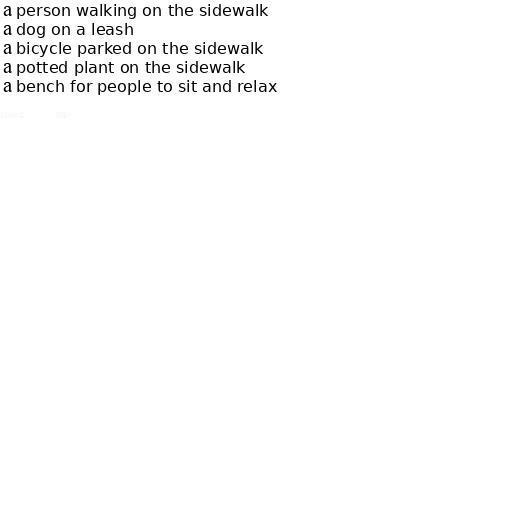 a person walking on the sidewalk
a dog on a leash
a bicycle parked on the sidewalk
a potted plant on the sidewalk
a bench for people to sit and relax